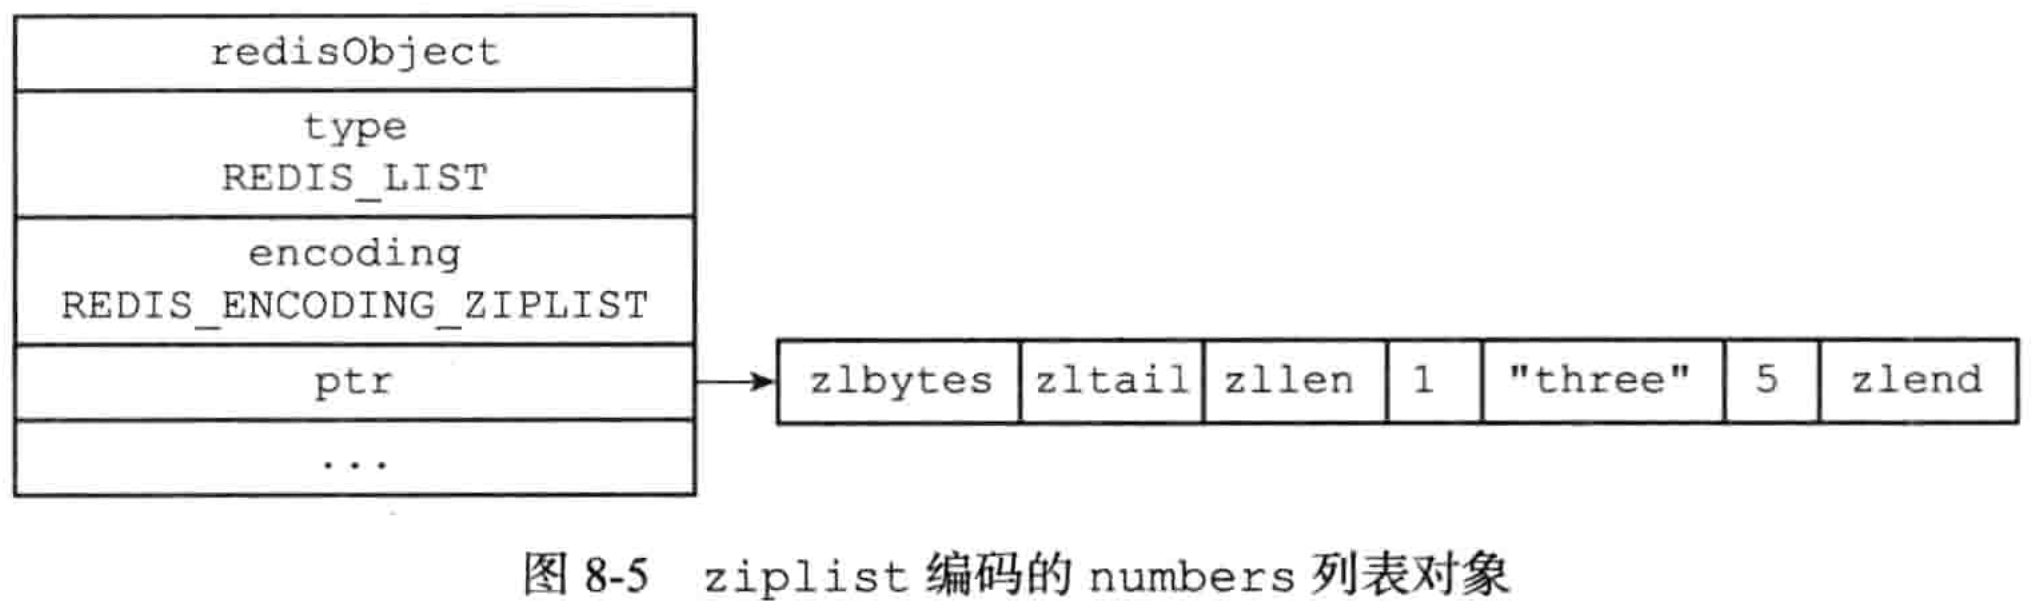 redisObject
type
REDIS_LIST
encoding
REDIS_ENCODING_ZIPLIST
ptr
...
zlbytes zltail zllen 1 "three" 5 zlend
图 8-5 ziplist 编码的 numbers 列表对象